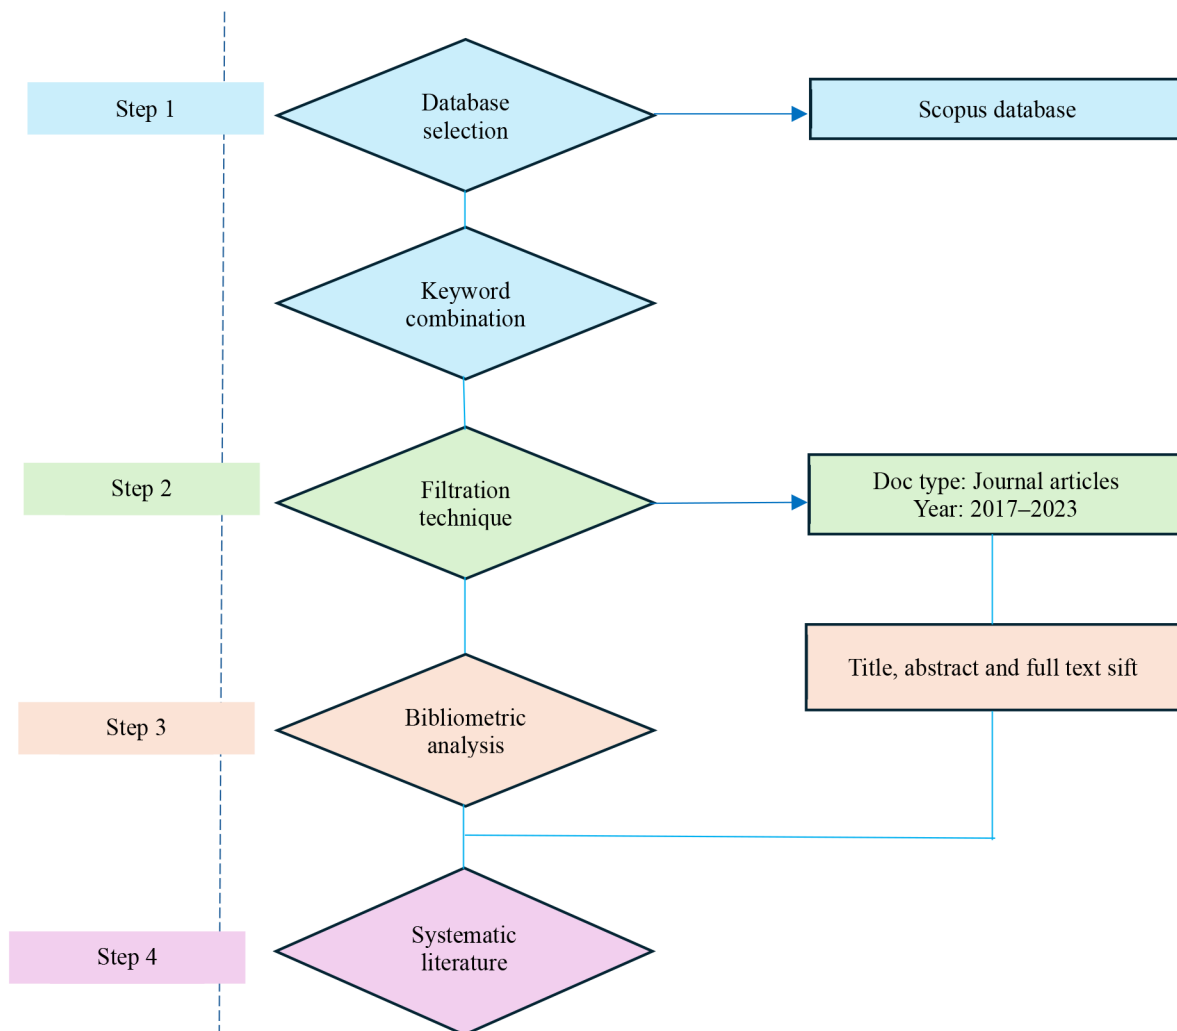 Step 1
Database
selection
Scopus database
Keyword
combination
Step 2
Filtration
technique
Doc type: Journal articles
Year: 2017–2023
Title, abstract and full text sift
Step 3
Bibliometric
analysis
Step 4
Systematic
literature